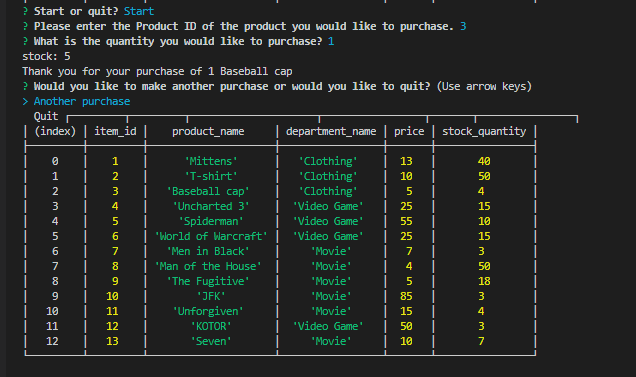 ? Start or quit? Start
? Please enter the Product ID of the product you would like to purchase. 3
? What is the quantity you would like to purchase? 1
stock: 5
Thank you for your purchase of 1 Baseball cap
? Would you like to make another purchase or would you like to quit? (Use arrow keys)
> Another purchase
Quit
(index) item_id product_name department_name price stock_quantity
0 1 'Mittens' 'Clothing' 13 40
1 2 'T-shirt' 'Clothing' 10 50
2 3 'Baseball cap' 'Clothing' 5 4
3 4 'Uncharted 3' 'Video Game' 25 15
4 5 'Spiderman' 'Video Game' 55 10
5 6 'World of Warcraft' 'Video Game' 25 15
6 7 'Men in Black' 'Movie' 7 3
7 8 'Man of the House' 'Movie' 4 50
8 9 'The Fugitive' 'Movie' 5 18
9 10 'JFK' 'Movie' 85 3
10 11 'Unforgiven' 'Movie' 15 4
11 12 'KOTOR' 'Video Game' 50 3
12 13 'Seven' 'Movie' 10 7